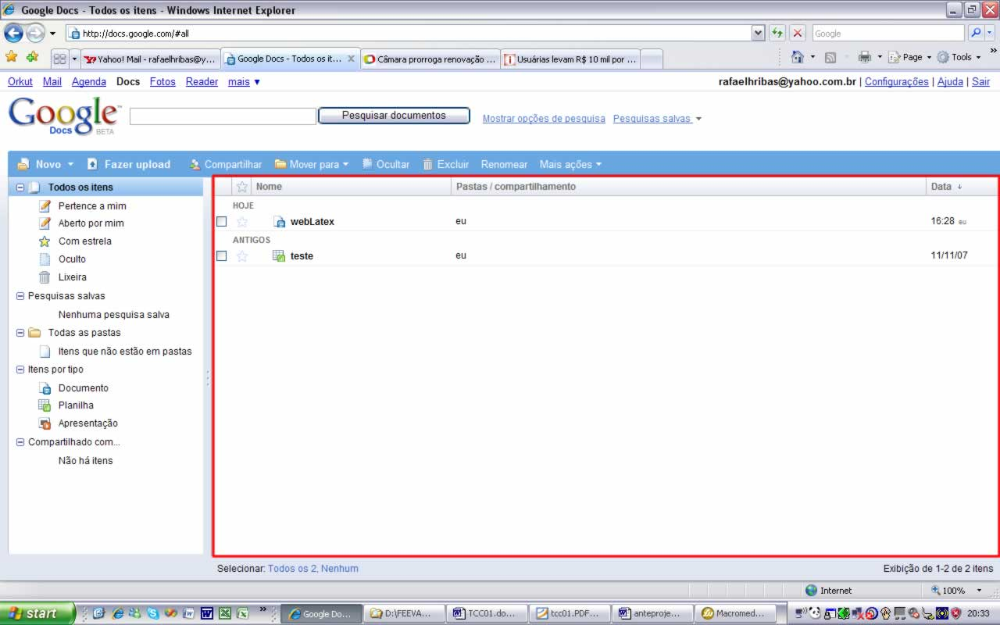 Google Docs - Todos os itens - Windows Internet Explorer
http://docs.google.com/#all
Google
Yahoo! Mail - rafaelhribas@y...
Google Docs - Todos os it...
Câmara prorroga renovação ...
Usuárias levam R$ 10 mil por ...
Page
Tools
Orkut Mail Agenda Docs Fotos Reader mais ▼
rafaelhribas@yahoo.com.br | Configurações | Ajuda | Sair
Google™
Docs BETA
Pesquisar documentos
Mostrar opções de pesquisa
Pesquisas salvas
Novo
Fazer upload
Compartilhar
Mover para
Ocultar
Excluir
Renomear
Mais ações
Todos os itens
Pertence a mim
Aberto por mim
Com estrela
Oculto
Lixeira
Pesquisas salvas
Nenhuma pesquisa salva
Todas as pastas
Itens que não estão em pastas
Itens por tipo
Documento
Planilha
Apresentação
Compartilhado com...
Não há itens
Nome Pastas / compartilhamento Data ↓
HOJE
webLatex eu 16:28 eu
ANTIGOS
teste eu 11/11/07
Selecionar: Todos os 2, Nenhum
Exibição de 1-2 de 2 itens
Internet
100%
start
Google Do...
D:\FEEVA...
TCC01.do...
tcc01.PDF...
anteproje...
Macromed...
20:33